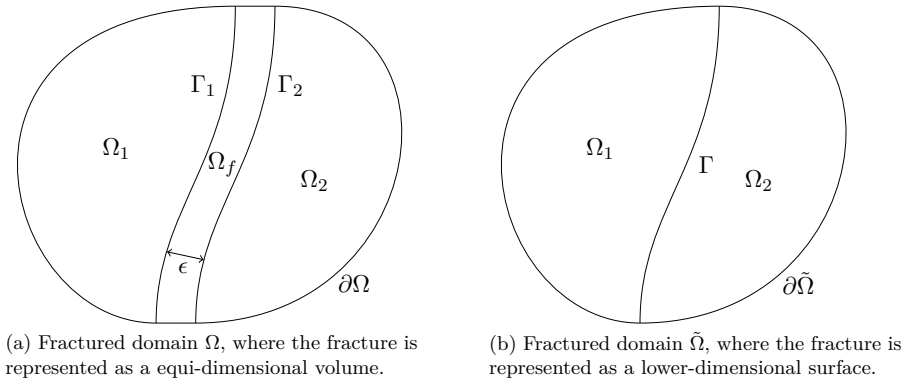 Γ₁
Γ₂
Ω₁
Ω_f
Ω₂
ϵ
∂Ω
(a) Fractured domain Ω, where the fracture is
represented as a equi-dimensional volume.
Ω₁
Γ
Ω₂
∂Ω̃
(b) Fractured domain Ω̃, where the fracture is
represented as a lower-dimensional surface.